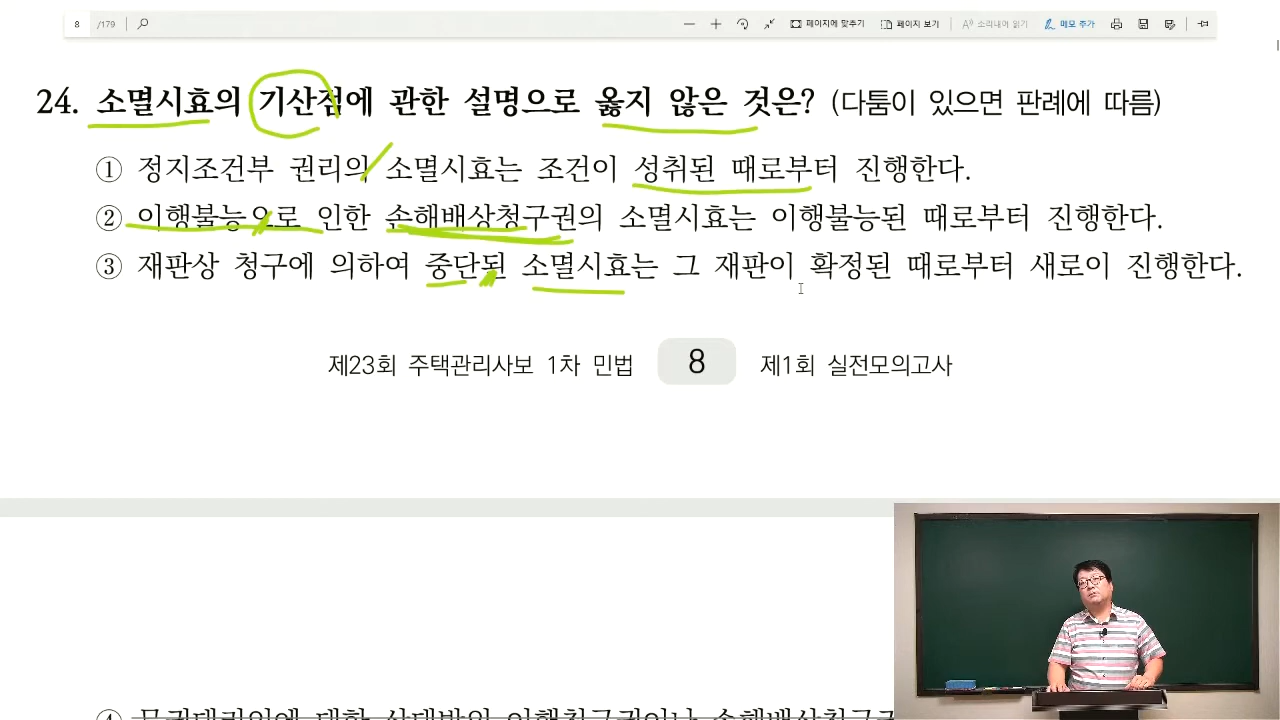 8 /179 페이지에 맞추기 페이지 보기 소리내어 읽기 메모 추가
24. 소멸시효의 기산점에 관한 설명으로 옳지 않은 것은? (다툼이 있으면 판례에 따름)
① 정지조건부 권리의 소멸시효는 조건이 성취된 때로부터 진행한다.
② 이행불능으로 인한 손해배상청구권의 소멸시효는 이행불능된 때로부터 진행한다.
③ 재판상 청구에 의하여 중단된 소멸시효는 그 재판이 확정된 때로부터 새로이 진행한다.
제23회 주택관리사보 1차 민법 8 제1회 실전모의고사